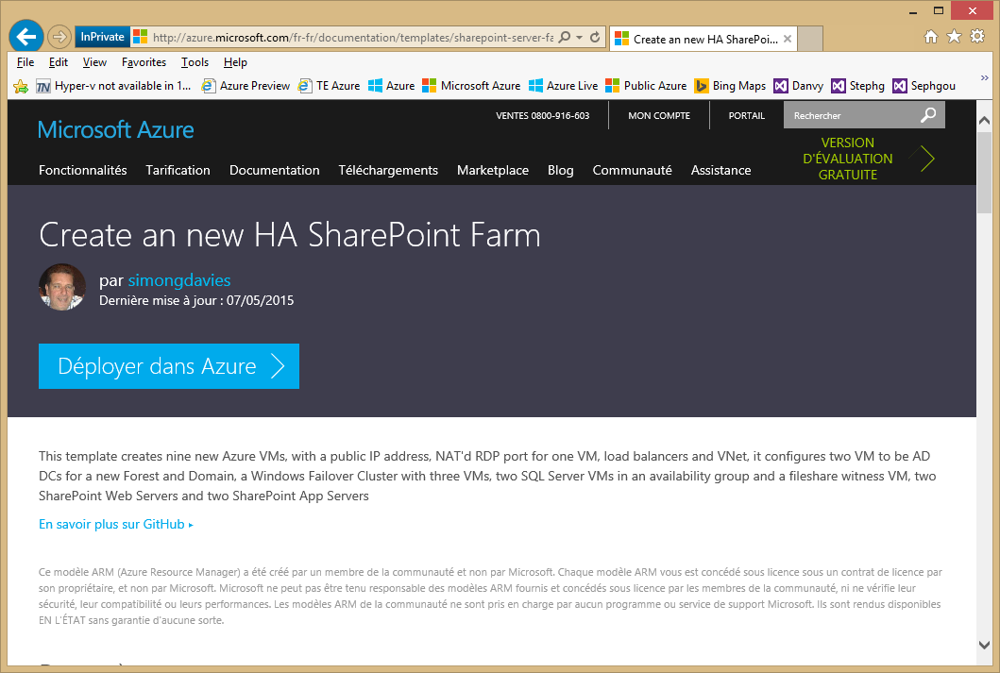 InPrivate
http://azure.microsoft.com/fr-fr/documentation/templates/sharepoint-server-fa
Create an new HA SharePoi...
File Edit View Favorites Tools Help
Hyper-v not available in 1... Azure Preview TE Azure Azure Microsoft Azure Azure Live Public Azure Bing Maps Danvy Stephg Sephgou
VENTES 0800-916-603 MON COMPTE PORTAIL Rechercher
Microsoft Azure
VERSION
D'ÉVALUATION
GRATUITE
Fonctionnalités Tarification Documentation Téléchargements Marketplace Blog Communauté Assistance
Create an new HA SharePoint Farm
par simongdavies
Dernière mise à jour : 07/05/2015
Déployer dans Azure
This template creates nine new Azure VMs, with a public IP address, NAT'd RDP port for one VM, load balancers and VNet, it configures two VM to be AD
DCs for a new Forest and Domain, a Windows Failover Cluster with three VMs, two SQL Server VMs in an availability group and a fileshare witness VM, two
SharePoint Web Servers and two SharePoint App Servers
En savoir plus sur GitHub ▸
Ce modèle ARM (Azure Resource Manager) a été créé par un membre de la communauté et non par Microsoft. Chaque modèle ARM vous est concédé sous licence sous un contrat de licence par
son propriétaire, et non par Microsoft. Microsoft ne peut pas être tenu responsable des modèles ARM fournis et concédés sous licence par les membres de la communauté, ni ne vérifie leur
sécurité, leur compatibilité ou leurs performances. Les modèles ARM de la communauté ne sont pris en charge par aucun programme ou service de support Microsoft. Ils sont rendus disponibles
EN L'ÉTAT sans garantie d'aucune sorte.